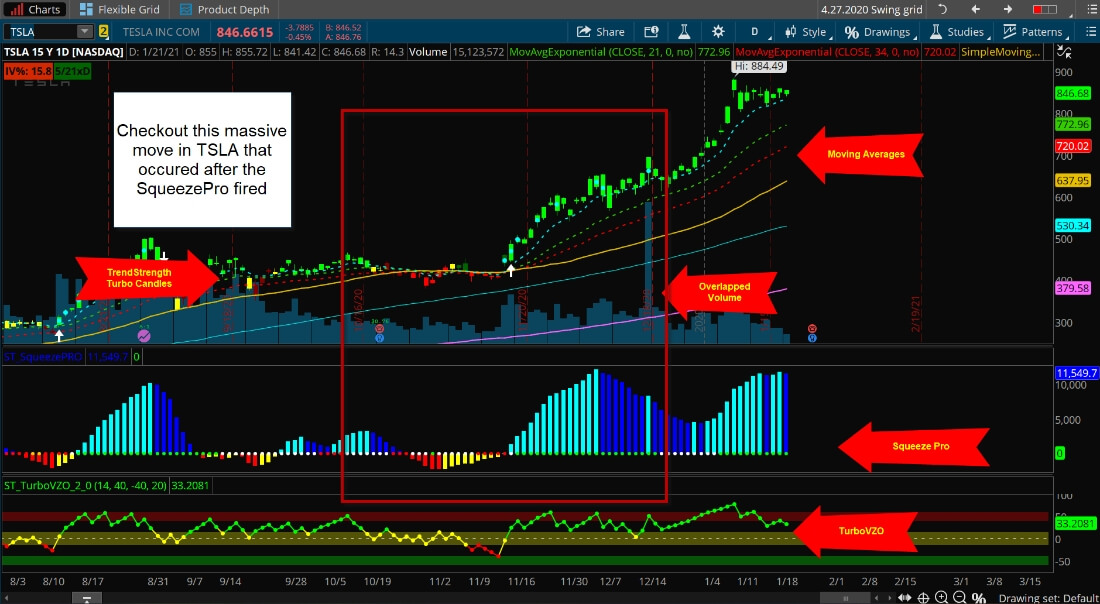 Charts Flexible Grid Product Depth 4.27.2020 Swing grid
TSLA 2 TESLA INC COM 846.6615 -3.7885 -0.45% B: 846.52 A: 846.76 Share D Style Drawings Studies Patterns
TSLA 15 Y 1D [NASDAQ] D: 1/21/21 O: 855 H: 855.72 L: 841.42 C: 846.68 R: 14.3 Volume 15,123,572 MovAvgExponential (CLOSE, 21, 0, no) 772.96 MovAvgExponential (CLOSE, 34, 0, no) 720.02 SimpleMoving...
IV%: 15.8 5/21xD
TESLA
Hi: 884.49
Checkout this massive
move in TSLA that
occured after the
SqueezePro fired
900
846.68
800
772.96
720.02
700
637.95
530.34
500
400
379.58
300
Moving Averages
TrendStrength
Turbo Candles
Overlapped
Volume
2/19/21
ST_SqueezePRO 11,549.7 0
11,549.7
10,000
5,000
0
Squeeze Pro
ST_TurboVZO_2_0 (14, 40, -40, 20) 33.2081
100
33.2081
0
-50
TurboVZO
8/3 8/10 8/17 8/31 9/7 9/14 9/28 10/5 10/19 11/2 11/9 11/16 11/30 12/7 12/14 1/4 1/11 1/18 2/1 2/8 2/15 3/1 3/8 3/15
Drawing set: Default